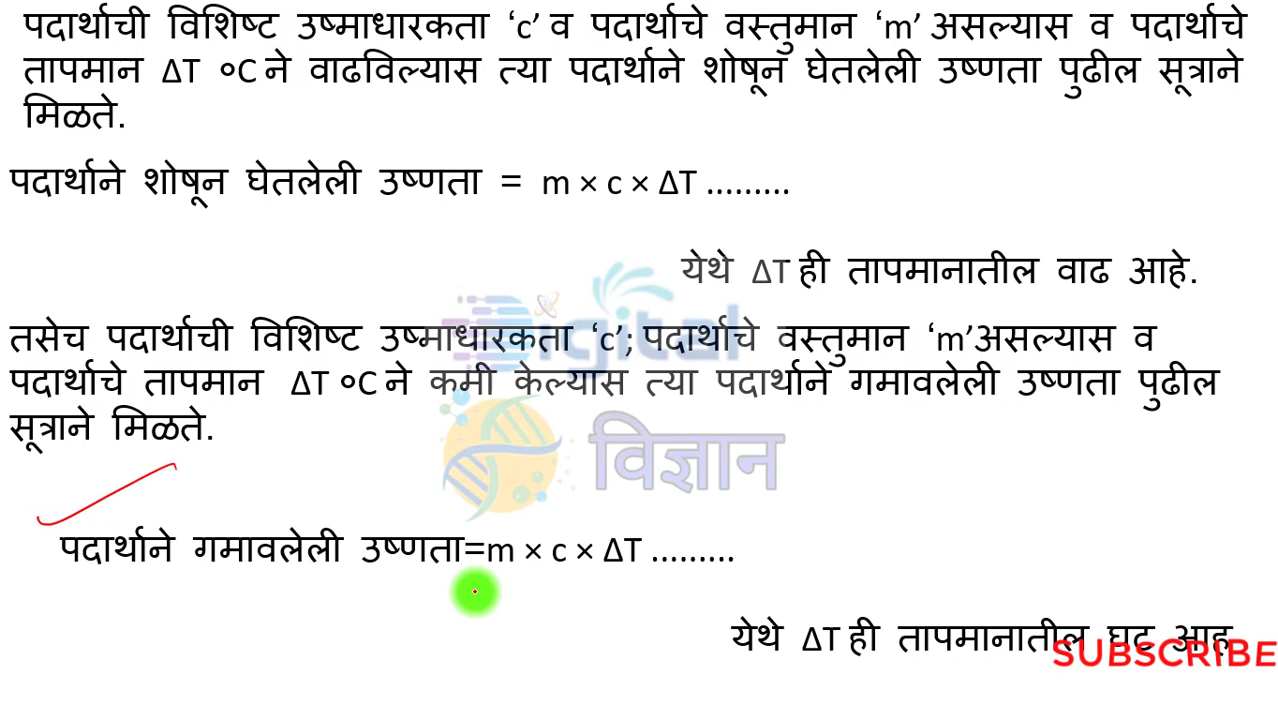 पदार्थाची विशिष्ट उष्माधारकता ‘c’ व पदार्थाचे वस्तुमान ‘m’ असल्यास व पदार्थाचे
तापमान ΔT ∘C ने वाढविल्यास त्या पदार्थाने शोषून घेतलेली उष्णता पुढील सूत्राने
मिळते.
पदार्थाने शोषून घेतलेली उष्णता = m × c × ΔT .........
येथे ΔT ही तापमानातील वाढ आहे.
तसेच पदार्थाची विशिष्ट उष्माधारकता ‘c’; पदार्थाचे वस्तुमान ‘m’असल्यास व
Digital
पदार्थाचे तापमान ΔT ∘C ने कमी केल्यास त्या पदार्थाने गमावलेली उष्णता पुढील
सूत्राने मिळते.
विज्ञान
पदार्थाने गमावलेली उष्णता=m × c × ΔT .........
येथे ΔT ही तापमानातील घट आह
SUBSCRIBE